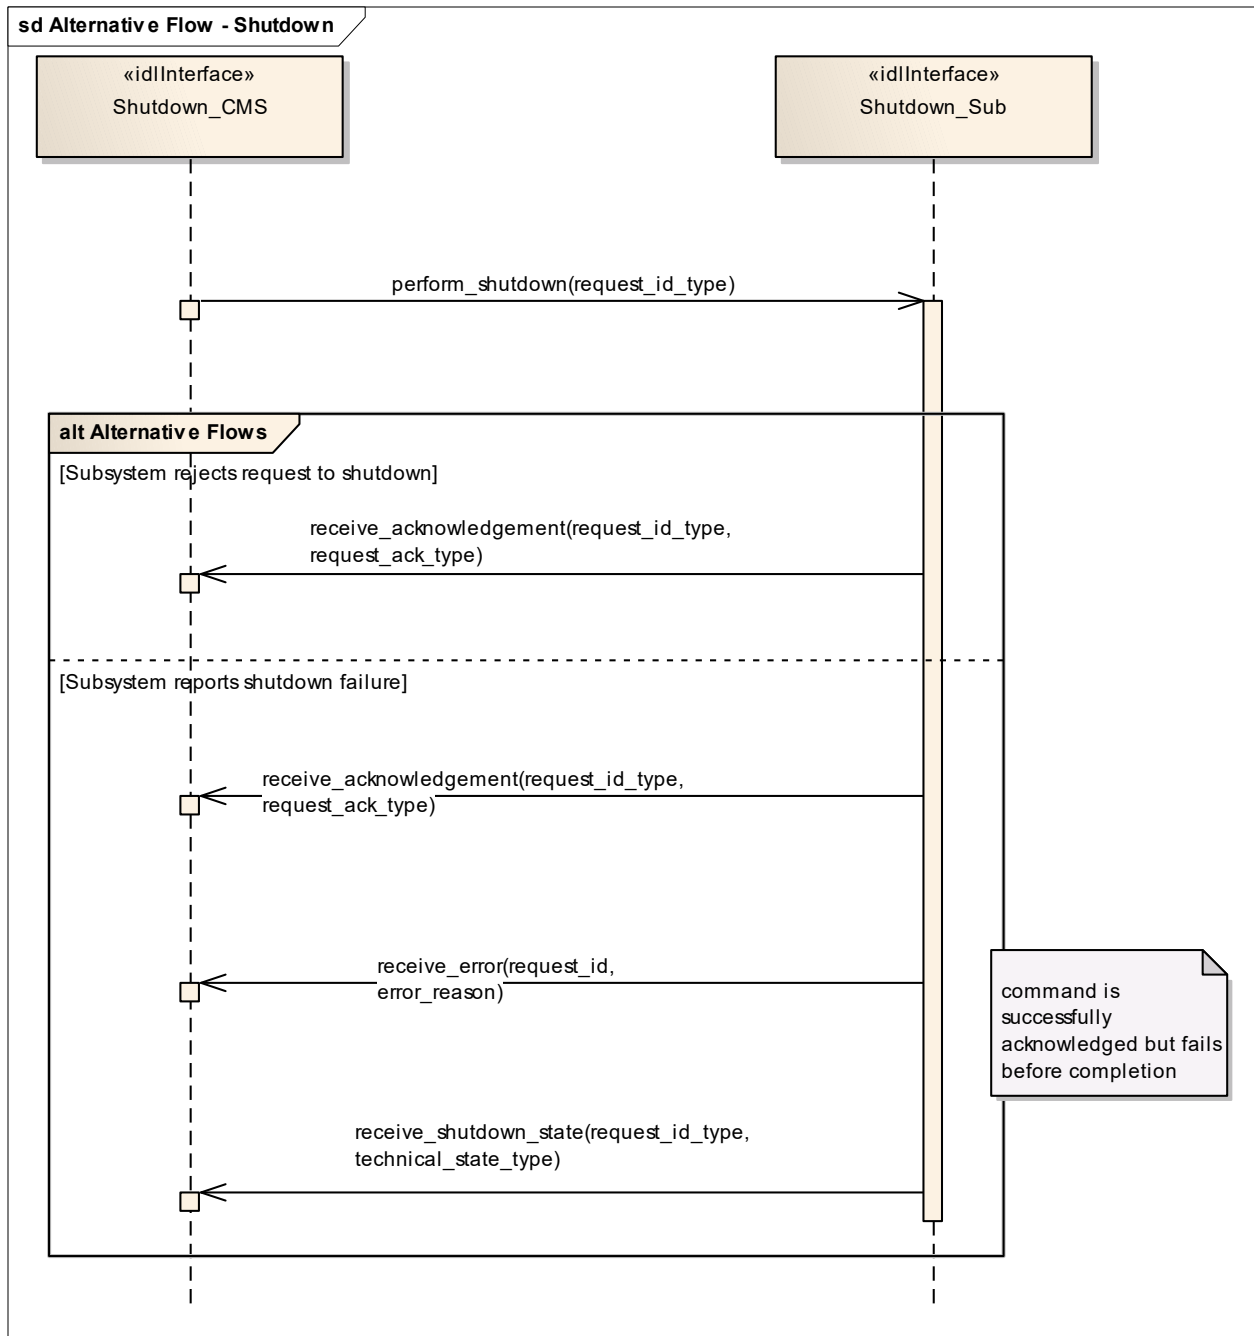 sd Alternative Flow - Shutdown
«idlInterface»
Shutdown_CMS
«idlInterface»
Shutdown_Sub
perform_shutdown(request_id_type)
alt Alternative Flows
[Subsystem rejects request to shutdown]
receive_acknowledgement(request_id_type,
request_ack_type)
[Subsystem reports shutdown failure]
receive_acknowledgement(request_id_type,
request_ack_type)
receive_error(request_id,
error_reason)
command is
successfully
acknowledged but fails
before completion
receive_shutdown_state(request_id_type,
technical_state_type)